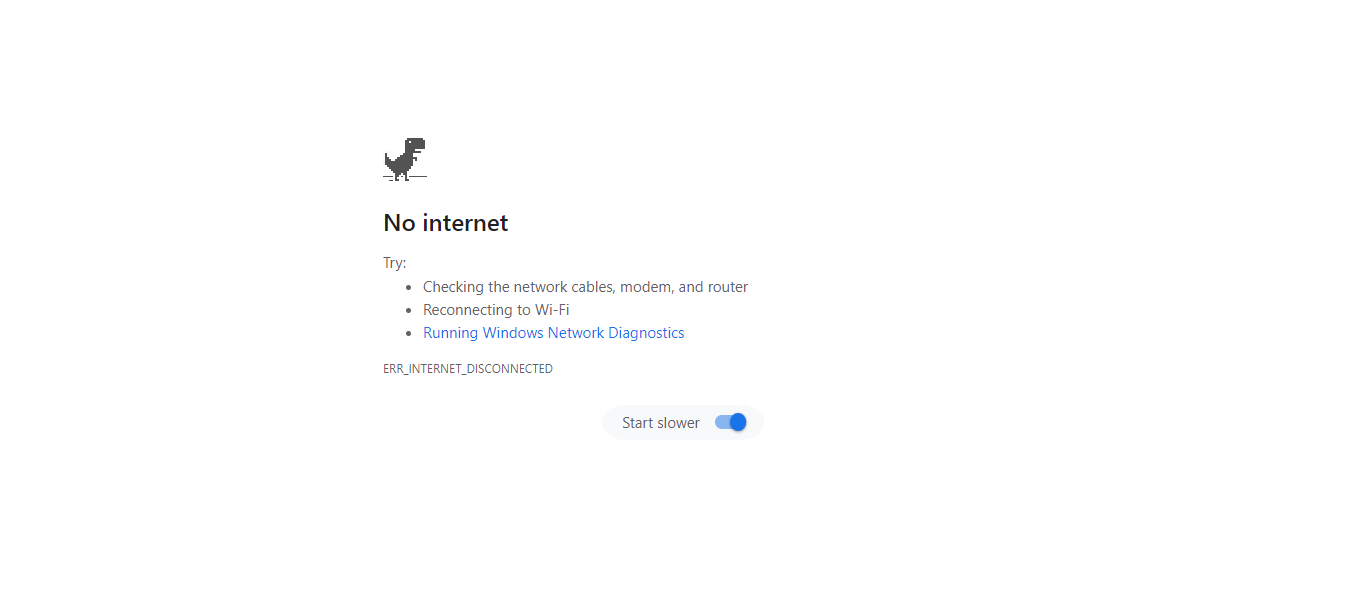 No internet
Try:
Checking the network cables, modem, and router
Reconnecting to Wi-Fi
Running Windows Network Diagnostics
ERR_INTERNET_DISCONNECTED
Start slower